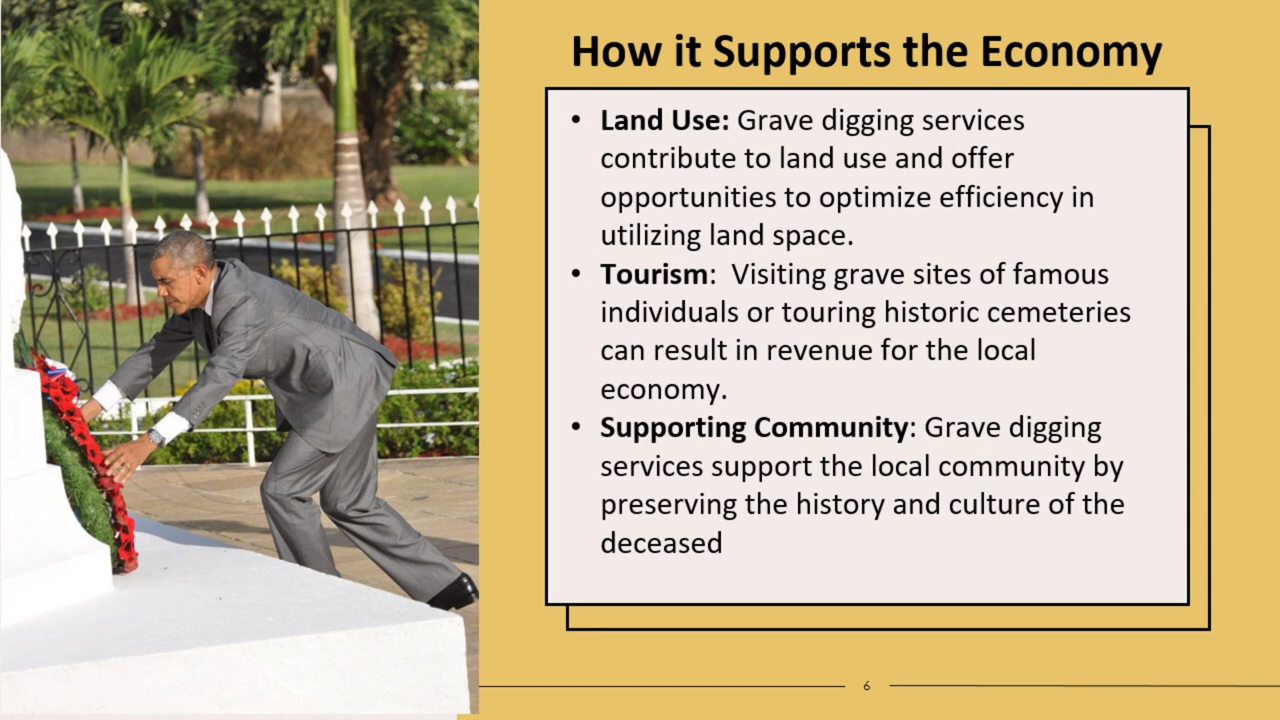 How it Supports the Economy
• Land Use: Grave digging services
contribute to land use and offer
opportunities to optimize efficiency in
utilizing land space.
• Tourism:  Visiting grave sites of famous
individuals or touring historic cemeteries
can result in revenue for the local
economy.
• Supporting Community: Grave digging
services support the local community by
preserving the history and culture of the
deceased
6